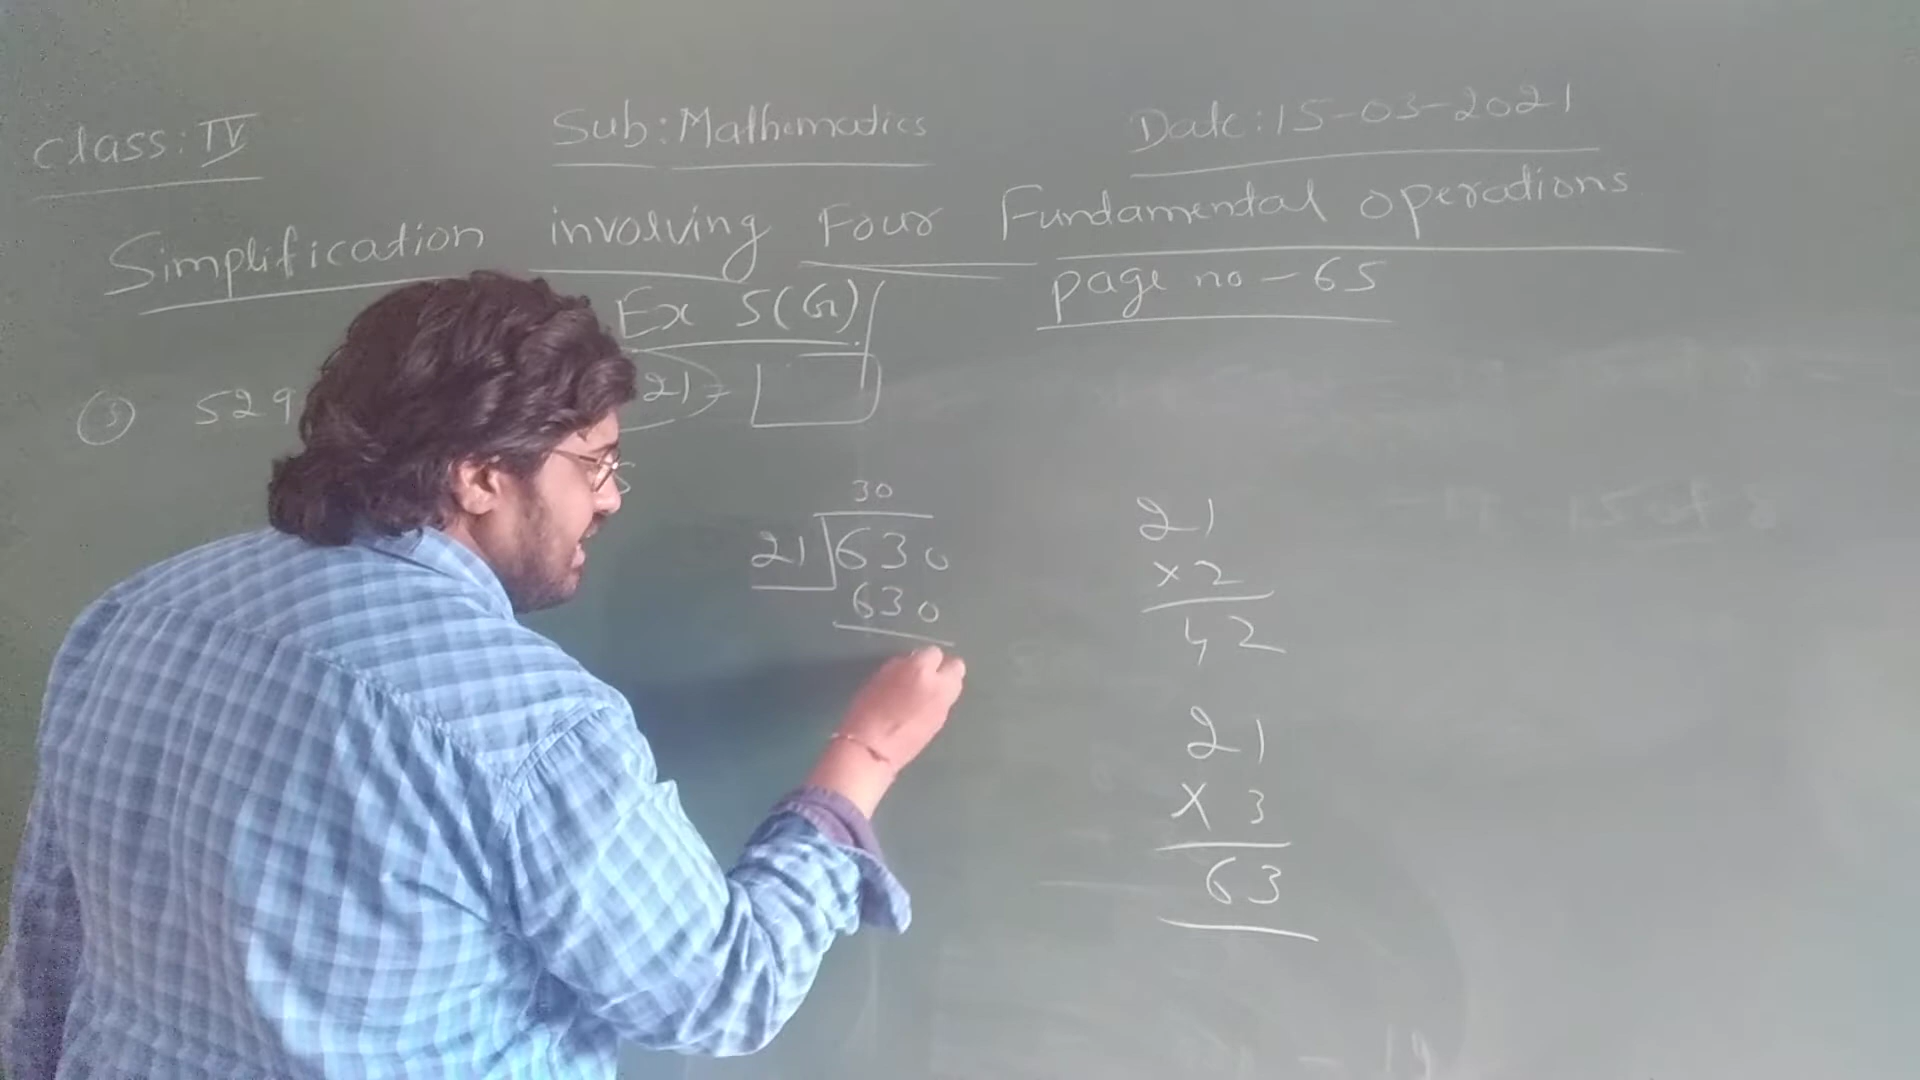 Class: IV Sub: Mathematics Date: 15-03-2021
Simplification involving Four Fundamental operations
Ex 5(G) page no - 65
③ 529 21 =
30
21 630
630
21
×2
42
21
× 3
63